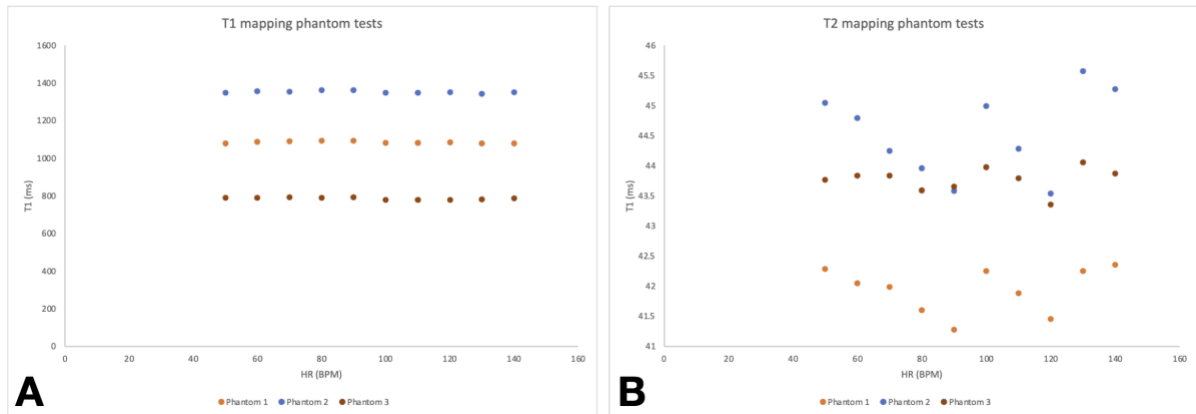 T1 mapping phantom tests
1600
1400
1200
1000
800
600
400
200
0
T1 (ms)
0 20 40 60 80 100 120 140 160
HR (BPM)
Phantom 1 Phantom 2 Phantom 3
A
T2 mapping phantom tests
46
45.5
45
44.5
44
43.5
43
42.5
42
41.5
41
T1 (ms)
0 20 40 60 80 100 120 140 160
HR (BPM)
Phantom 1 Phantom 2 Phantom 3
B